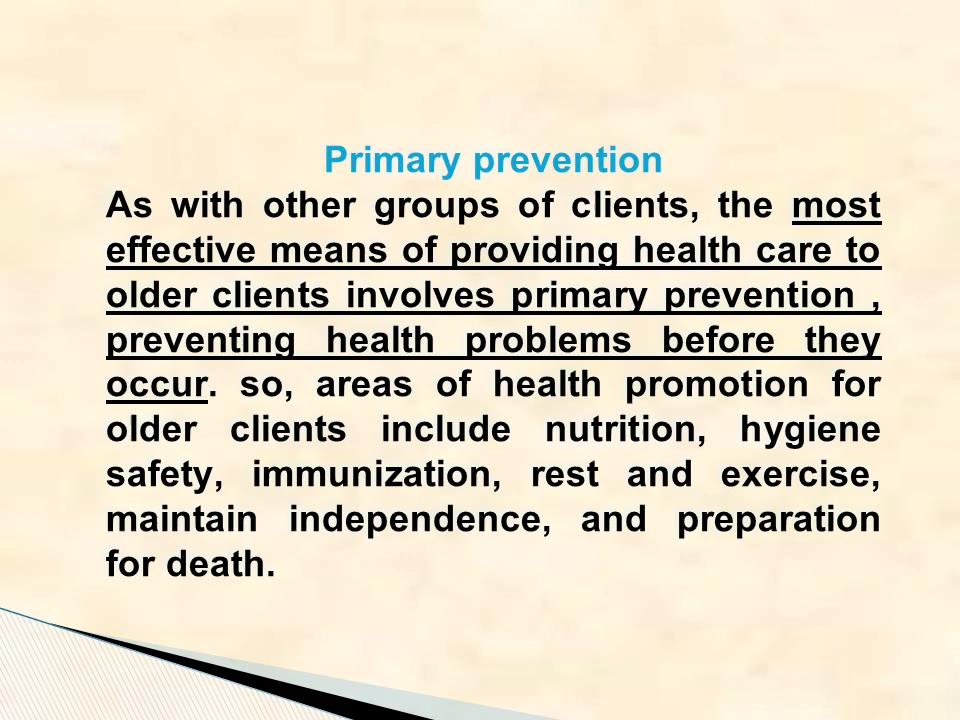 Primary prevention
As with other groups of clients, the most
effective means of providing health care to
older clients involves primary prevention ,
preventing health problems before they
occur. so, areas of health promotion for
older clients include nutrition, hygiene
safety, immunization, rest and exercise,
maintain independence, and preparation
for death.